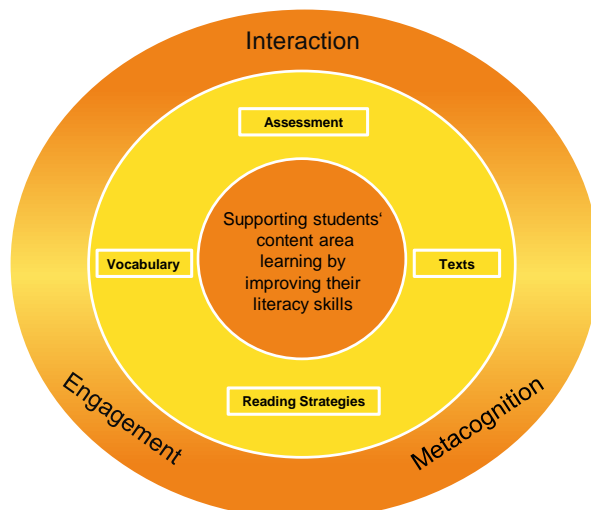 Interaction
Assessment
Supporting students‘
content area
learning by
improving their
literacy skills
Vocabulary
Texts
Reading Strategies
Engagement
Metacognition